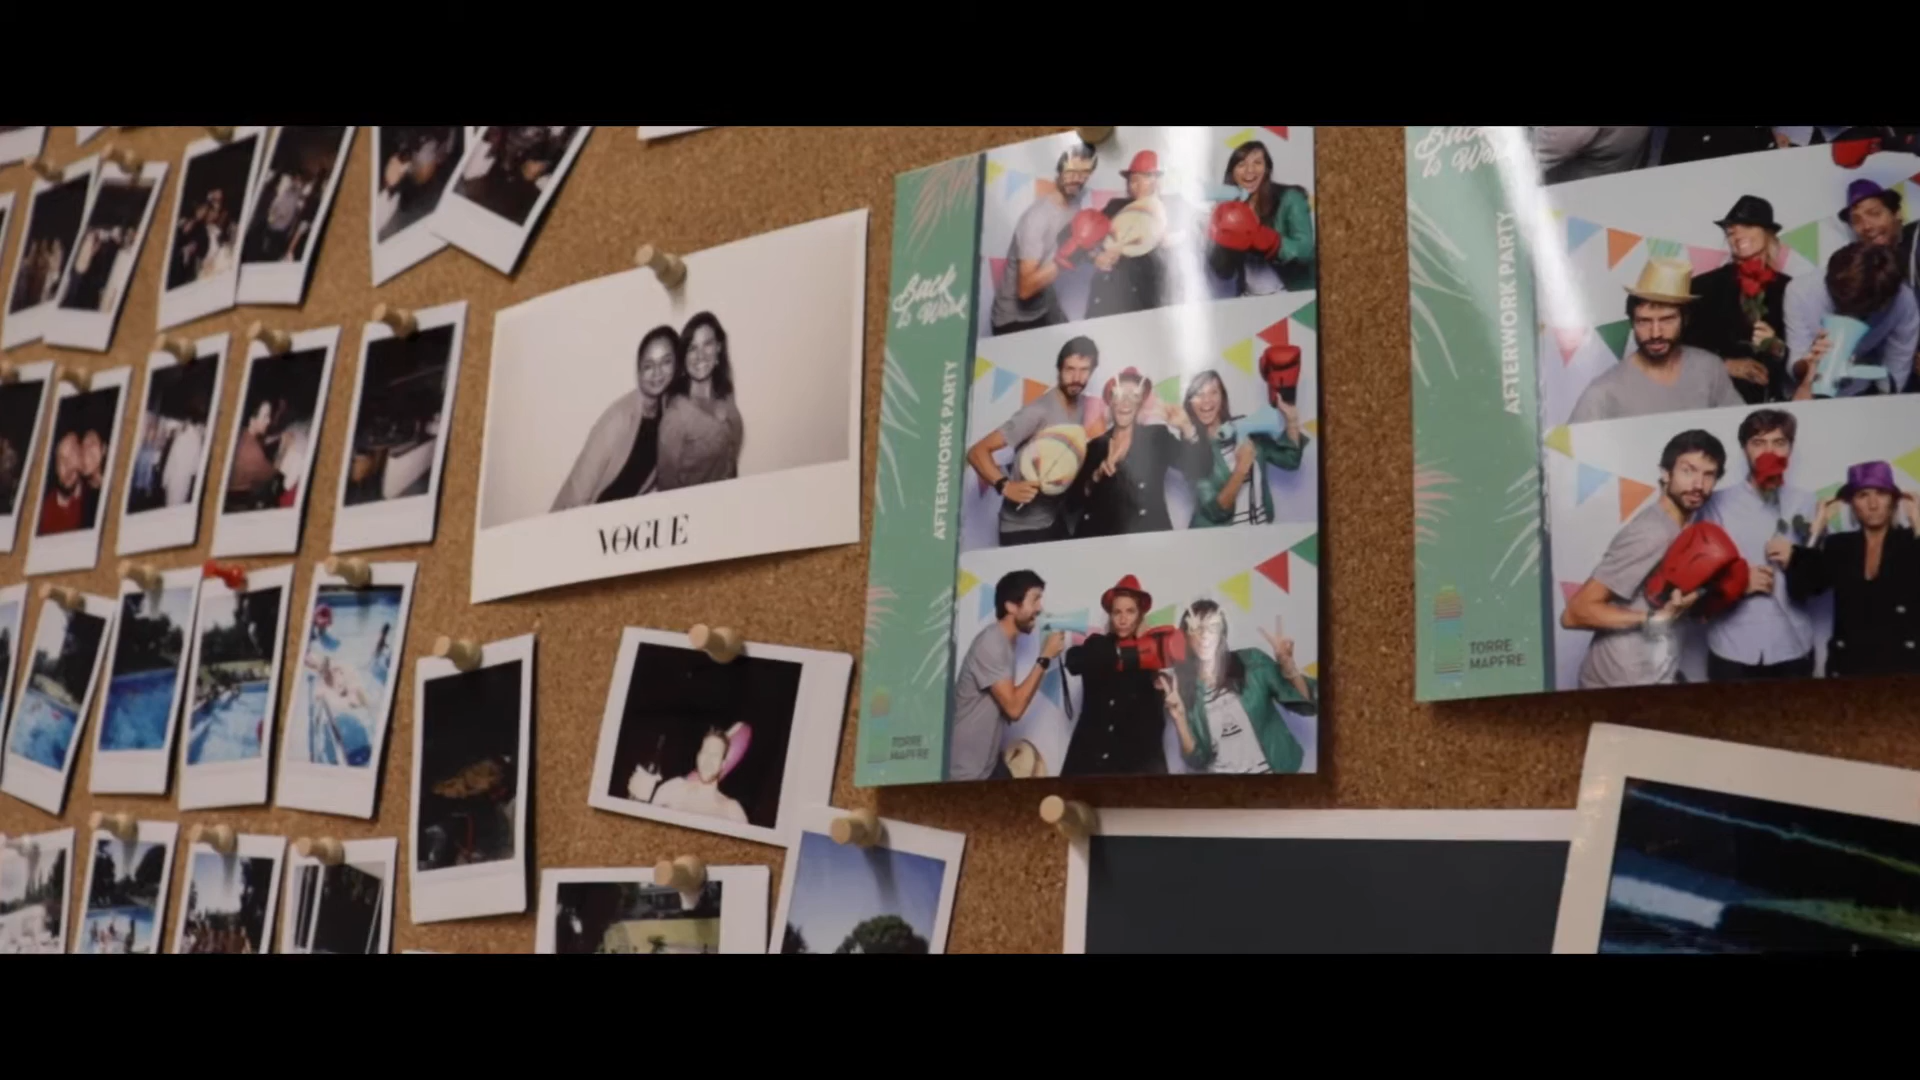 VOGUE
Back
to Work
AFTERWORK PARTY
TORRE
MAPFRE
Back
to Work
AFTERWORK PARTY
TORRE
MAPFRE